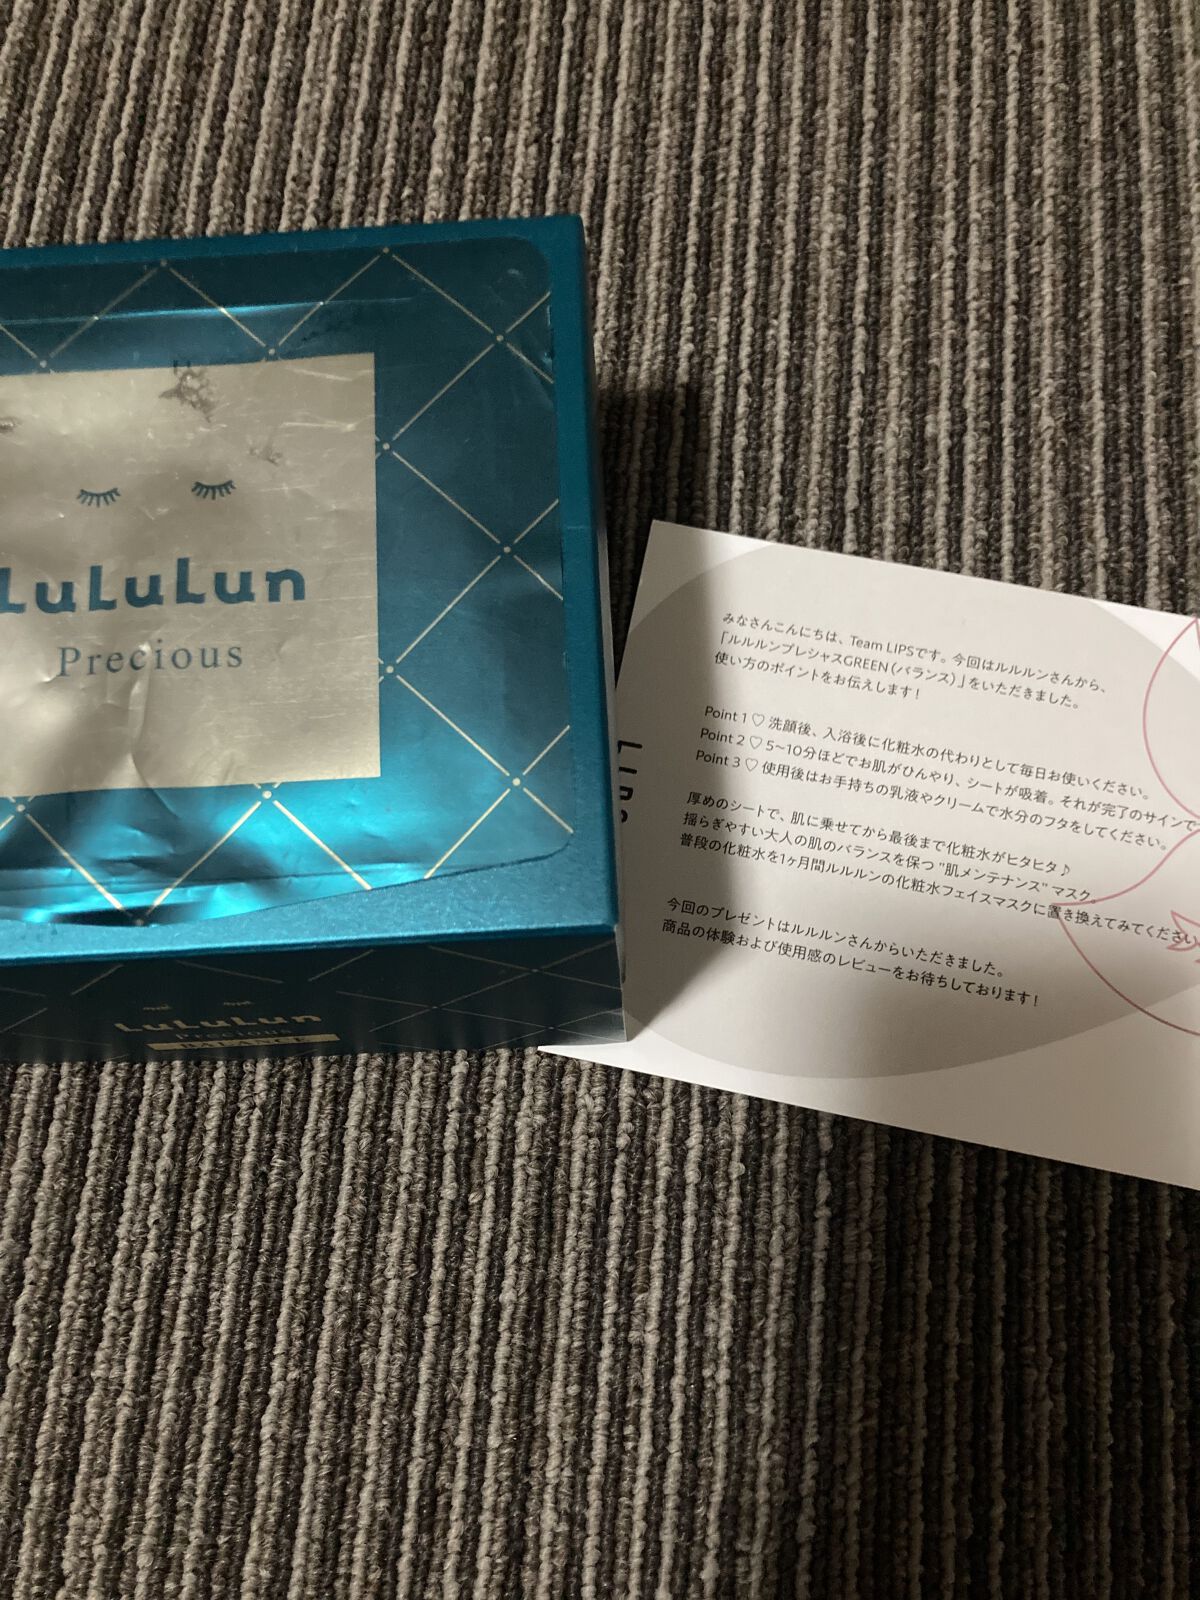 LuLuLun
Precious
LuLuLun
Precious
BALANCE
LIPS
みなさんこんにちは、Team LIPSです。今回はルルルンさんから、
「ルルルンプレシャスGREEN(バランス)」をいただきました。
使い方のポイントをお伝えします!
Point 1 ♡ 洗顔後、入浴後に化粧水の代わりとして毎日お使いください。
Point 2 ♡ 5~10分ほどでお肌がひんやり、シートが吸着。それが完了のサインで
Point 3 ♡ 使用後はお手持ちの乳液やクリームで水分のフタをしてください。
厚めのシートで、肌に乗せてから最後まで化粧水がヒタヒタ♪
揺らぎやすい大人の肌のバランスを保つ "肌メンテナンス" マスク。
普段の化粧水を1ヶ月間ルルルンの化粧水フェイスマスクに置き換えてみてください
今回のプレゼントはルルルンさんからいただきました。
商品の体験および使用感のレビューをお待ちしております!